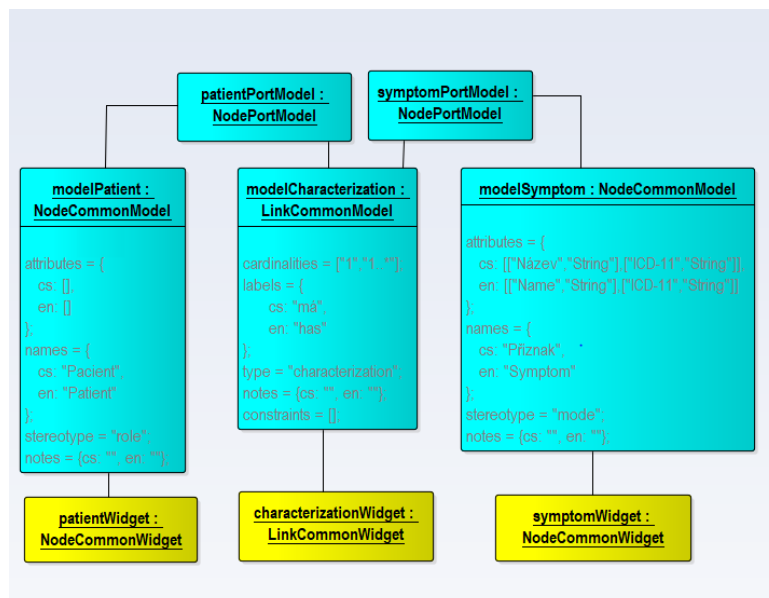 patientPortModel :
NodePortModel
symptomPortModel :
NodePortModel
modelPatient :
NodeCommonModel
attributes = {
cs: [],
en: []
};
names = {
cs: "Pacient",
en: "Patient"
};
stereotype = "role";
notes = {cs: "", en: ""};
modelCharacterization :
LinkCommonModel
cardinalities = ["1","1..*"],
labels = {
cs: "má",
en: "has"
};
type = "characterization";
notes = {cs: "", en: ""};
constraints = [];
modelSymptom : NodeCommonModel
attributes = {
cs: [["Název","String"],["ICD-11","String"]],
en: [["Name","String"],["ICD-11","String"]]
};
names = {
cs: "Příznak",
en: "Symptom"
};
stereotype = "mode";
notes = {cs: "", en: ""};
patientWidget :
NodeCommonWidget
characterizationWidget :
LinkCommonWidget
symptomWidget :
NodeCommonWidget